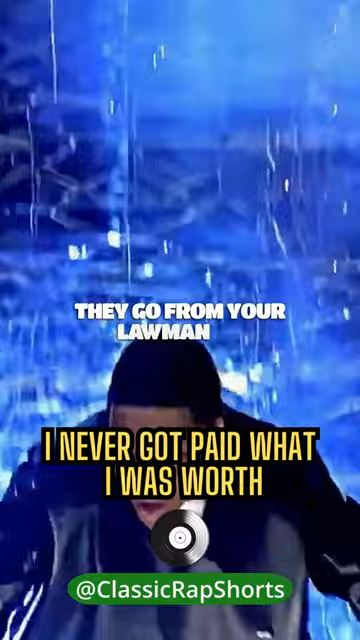 THEY GO FROM YOUR
LAWMAN
I NEVER GOT PAID WHAT
I WAS WORTH
@ClassicRapShorts